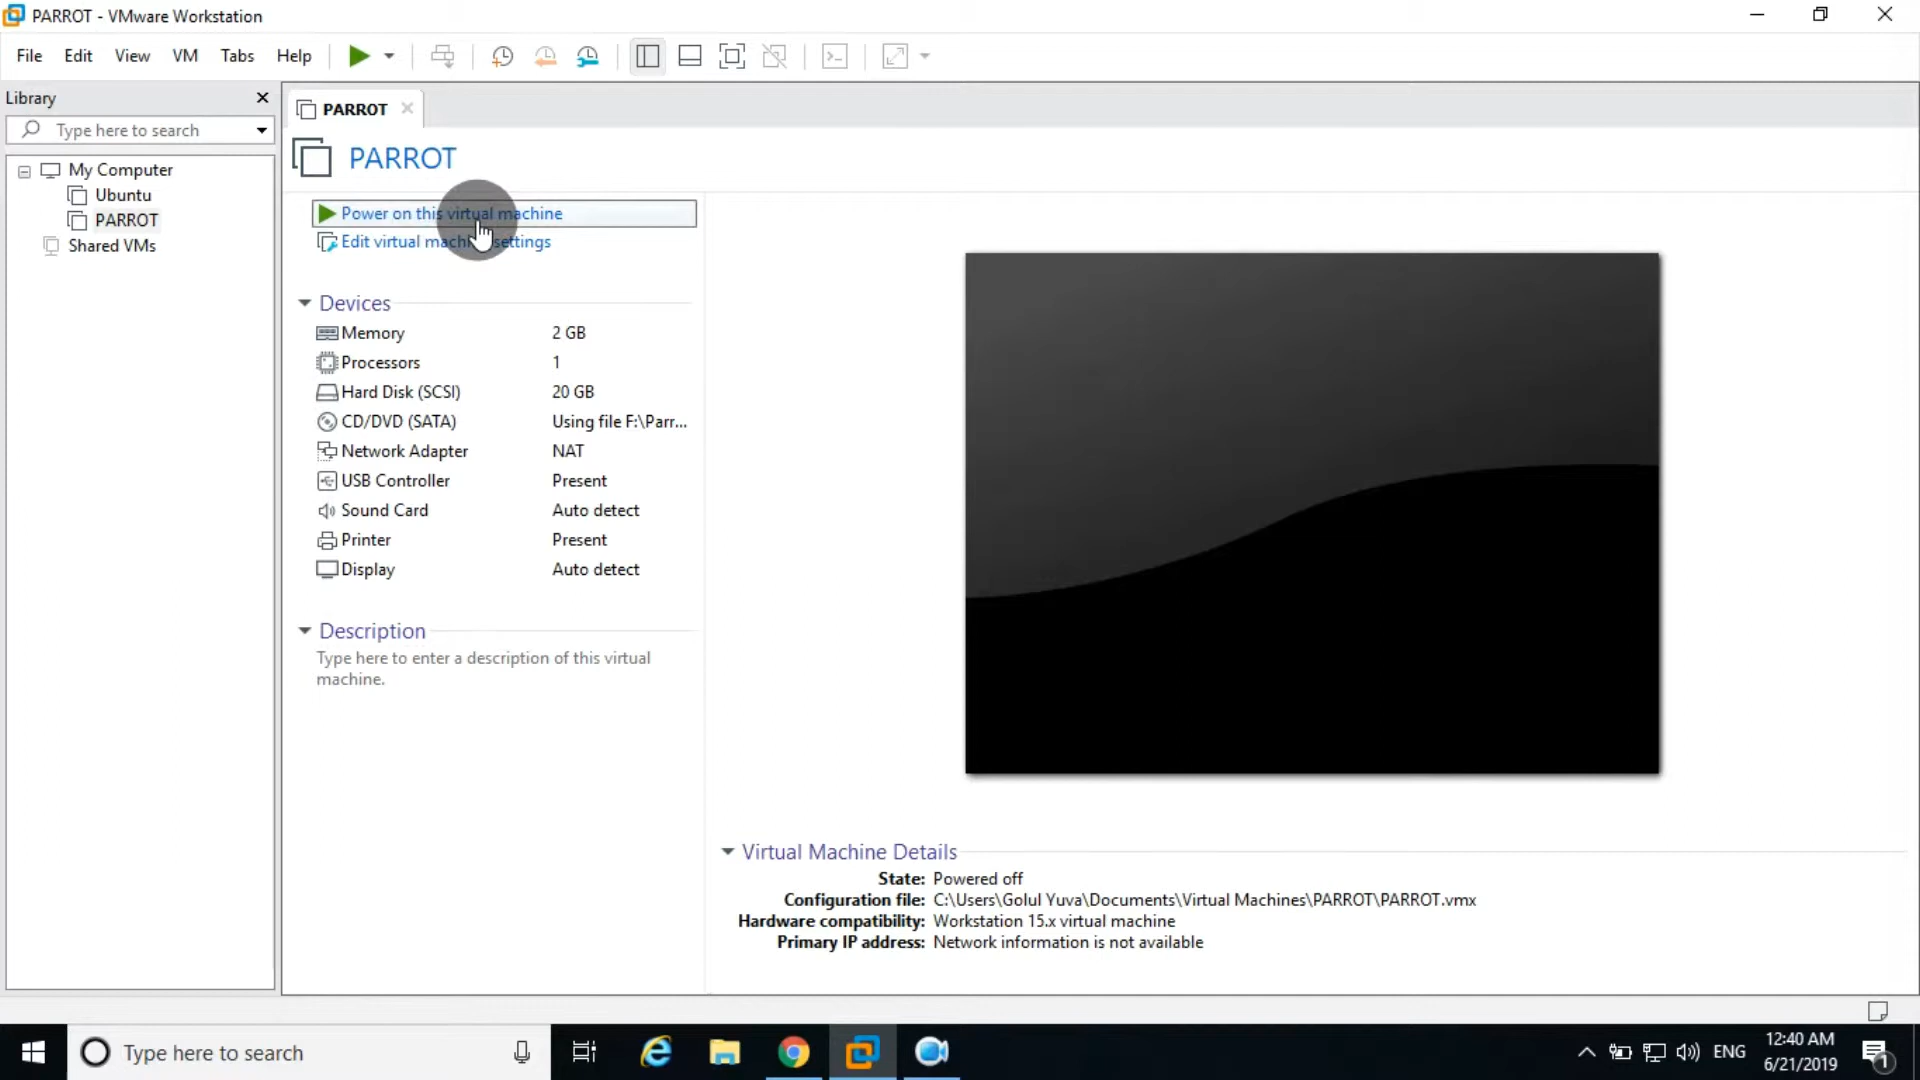 PARROT - VMware Workstation
File Edit View VM Tabs Help
Library
Type here to search
My Computer
Ubuntu
PARROT
Shared VMs
PARROT
PARROT
Power on this virtual machine
Edit virtual machine settings
Devices
Memory 2 GB
Processors 1
Hard Disk (SCSI) 20 GB
CD/DVD (SATA) Using file F:\Parr...
Network Adapter NAT
USB Controller Present
Sound Card Auto detect
Printer Present
Display Auto detect
Description
Type here to enter a description of this virtual
machine.
Virtual Machine Details
State: Powered off
Configuration file: C:\Users\Golul Yuva\Documents\Virtual Machines\PARROT\PARROT.vmx
Hardware compatibility: Workstation 15.x virtual machine
Primary IP address: Network information is not available
Type here to search
ENG
12:40 AM
6/21/2019
1